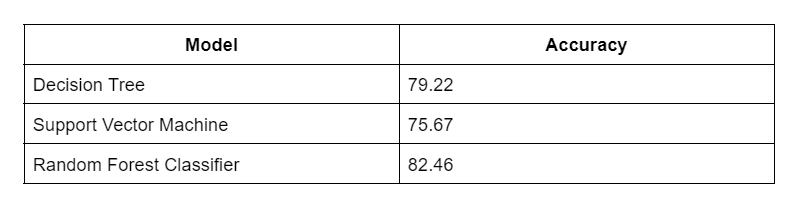 Model Accuracy
Decision Tree 79.22
Support Vector Machine 75.67
Random Forest Classifier 82.46